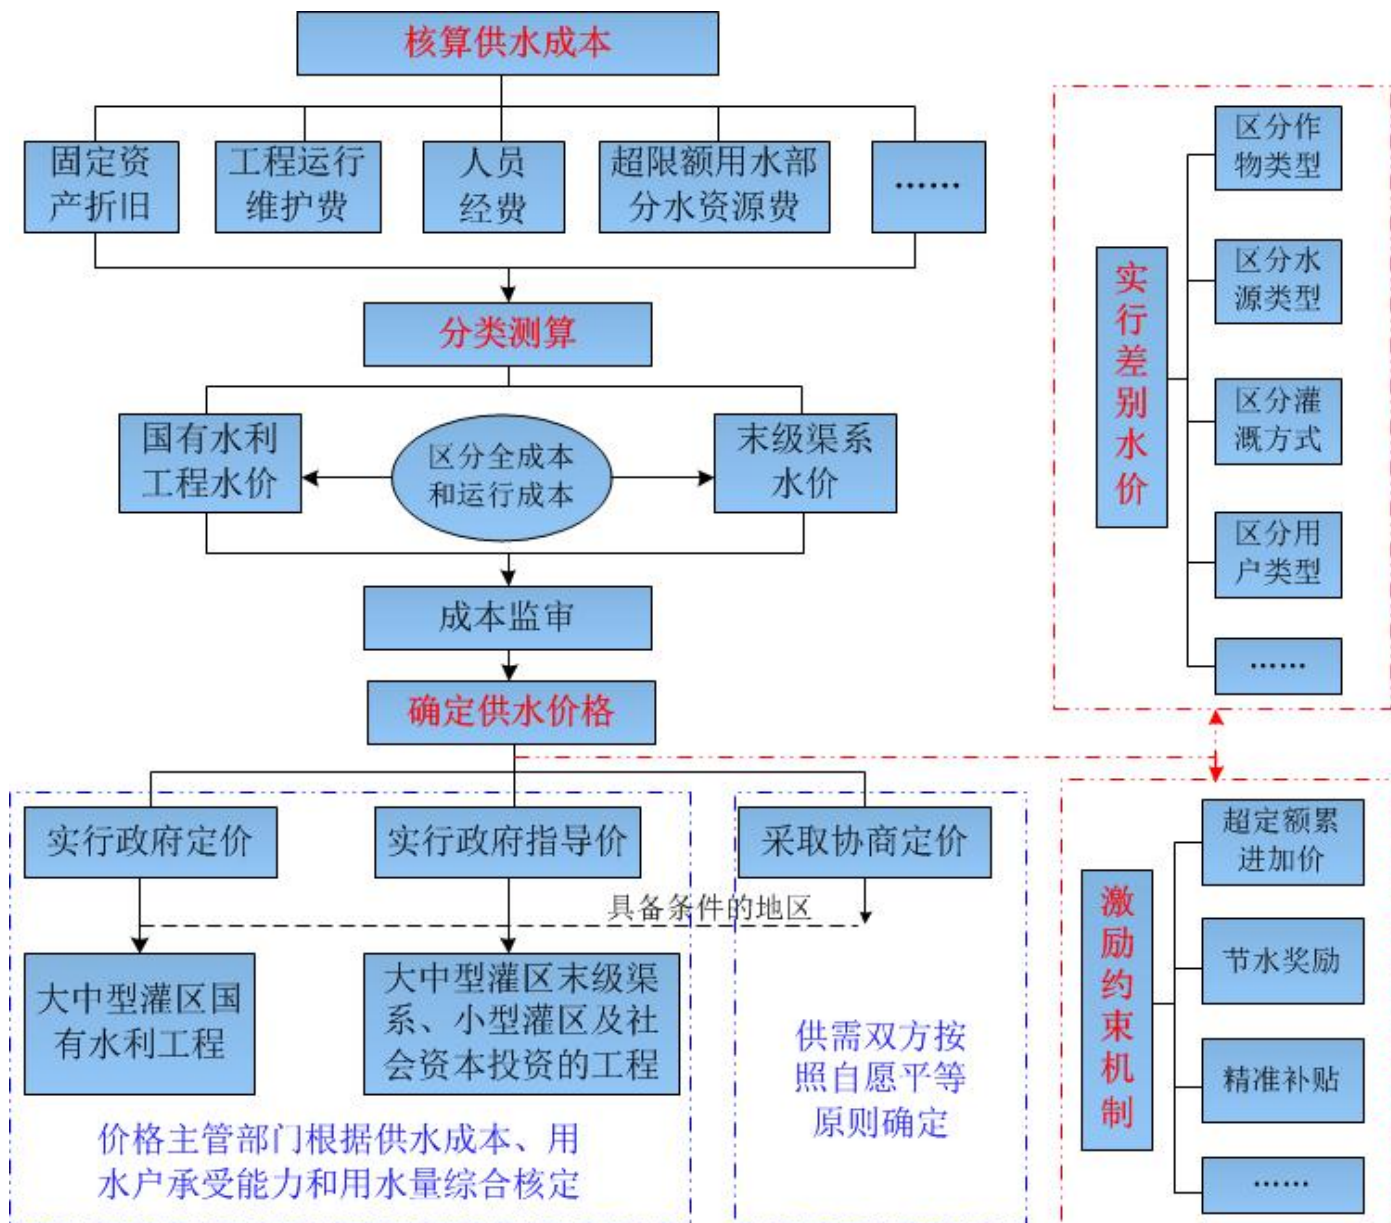 核算供水成本
固定资
产折旧
工程运行
维护费
人员
经费
超限额用水部
分水资源费
······
分类测算
国有水利
工程水价
区分全成本
和运行成本
末级渠系
水价
成本监审
确定供水价格
实行政府定价
实行政府指导价
采取协商定价
具备条件的地区
大中型灌区国
有水利工程
大中型灌区末级渠
系、小型灌区及社
会资本投资的工程
供需双方按
照自愿平等
原则确定
价格主管部门根据供水成本、用
水户承受能力和用水量综合核定
实行差别水价
区分作
物类型
区分水
源类型
区分灌
溉方式
区分用
户类型
······
激励约束机制
超定额累
进加价
节水奖励
精准补贴
······